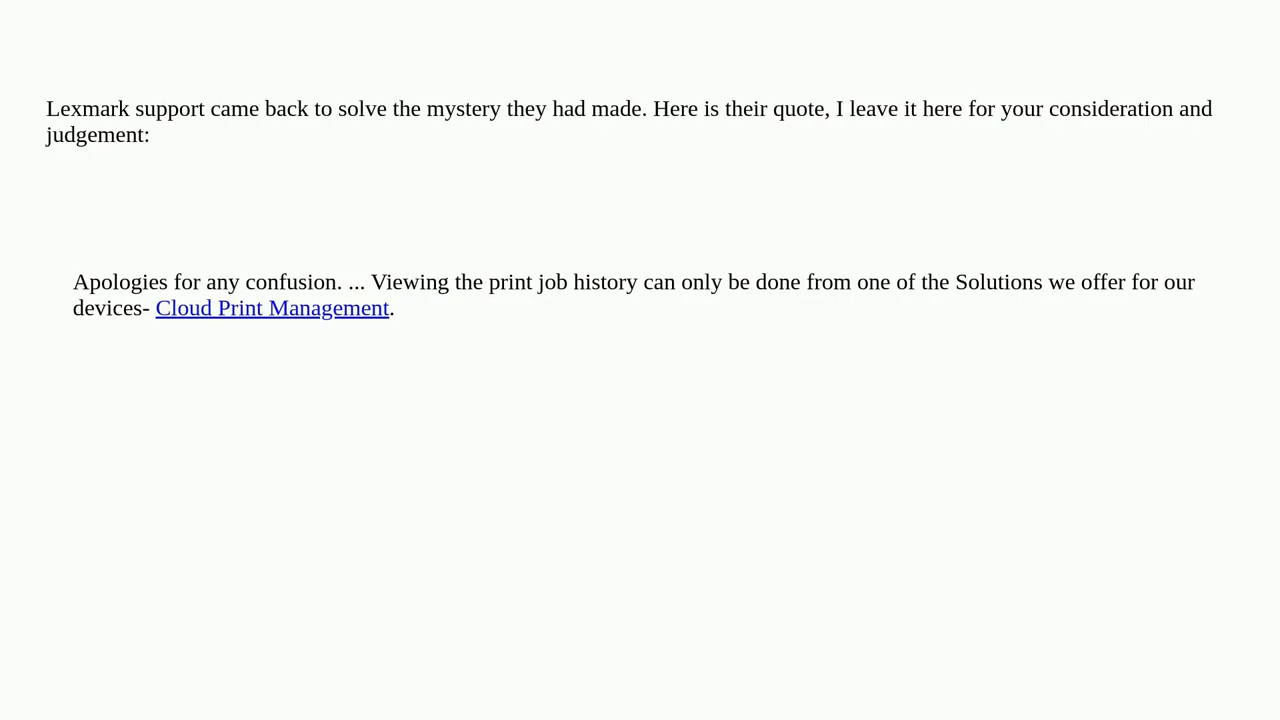 Lexmark support came back to solve the mystery they had made. Here is their quote, I leave it here for your consideration and
judgement:
Apologies for any confusion. ... Viewing the print job history can only be done from one of the Solutions we offer for our
devices- Cloud Print Management.